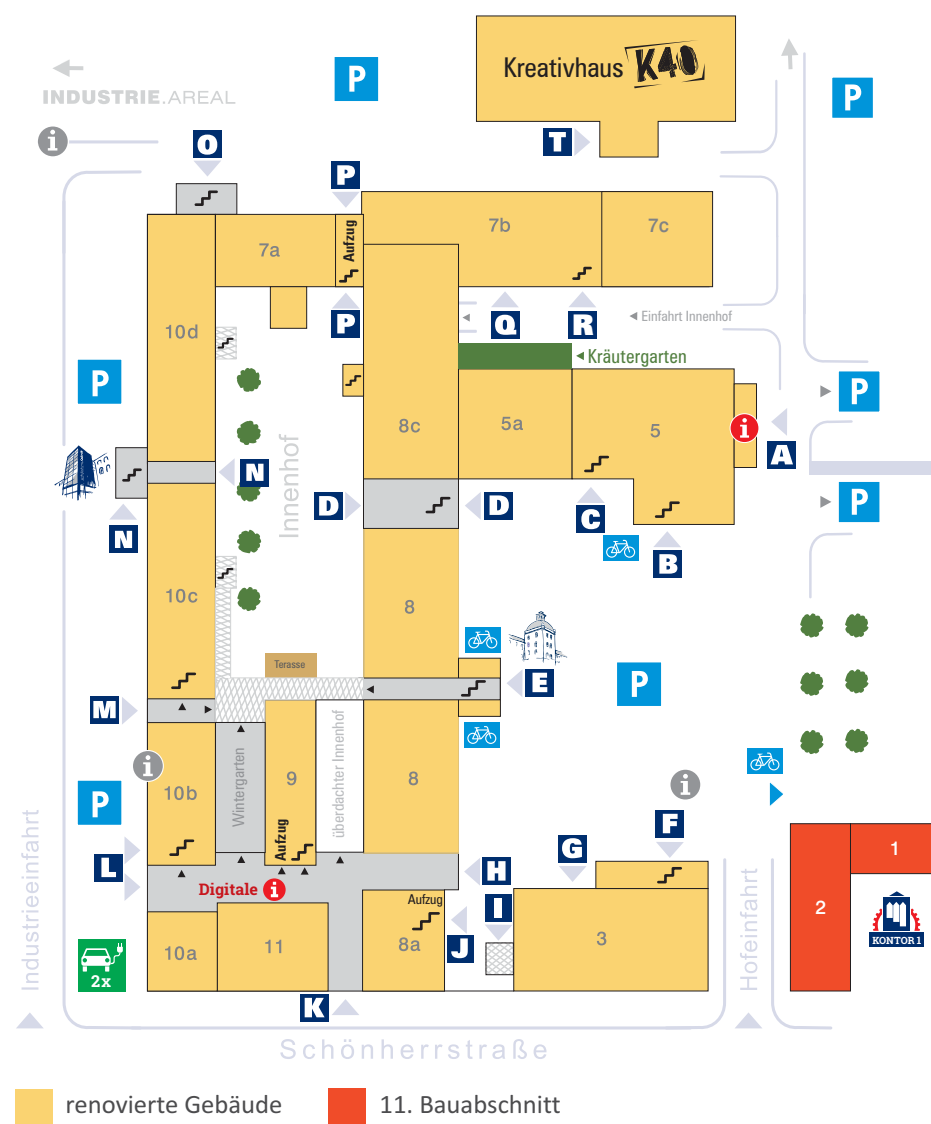 Kreativhaus K40
INDUSTRIE.AREAL
P
P
i
O
T
P
Aufzug
7a
7b
7c
10d
P
Q
R
Einfahrt Innenhof
Kräutergarten
P
P
8c
5a
5
i
A
Innenhof
N
N
D
D
C
B
P
10c
8
Terasse
E
P
M
i
10b
Wintergarten
9
Aufzug
überdachter Innenhof
8
i
P
L
F
G
H
I
1
2
KONTOR 1
Digitale i
Aufzug
J
8a
3
10a
11
2x
K
Industrieeinfahrt
Hofeinfahrt
Schönherrstraße
renovierte Gebäude
11. Bauabschnitt